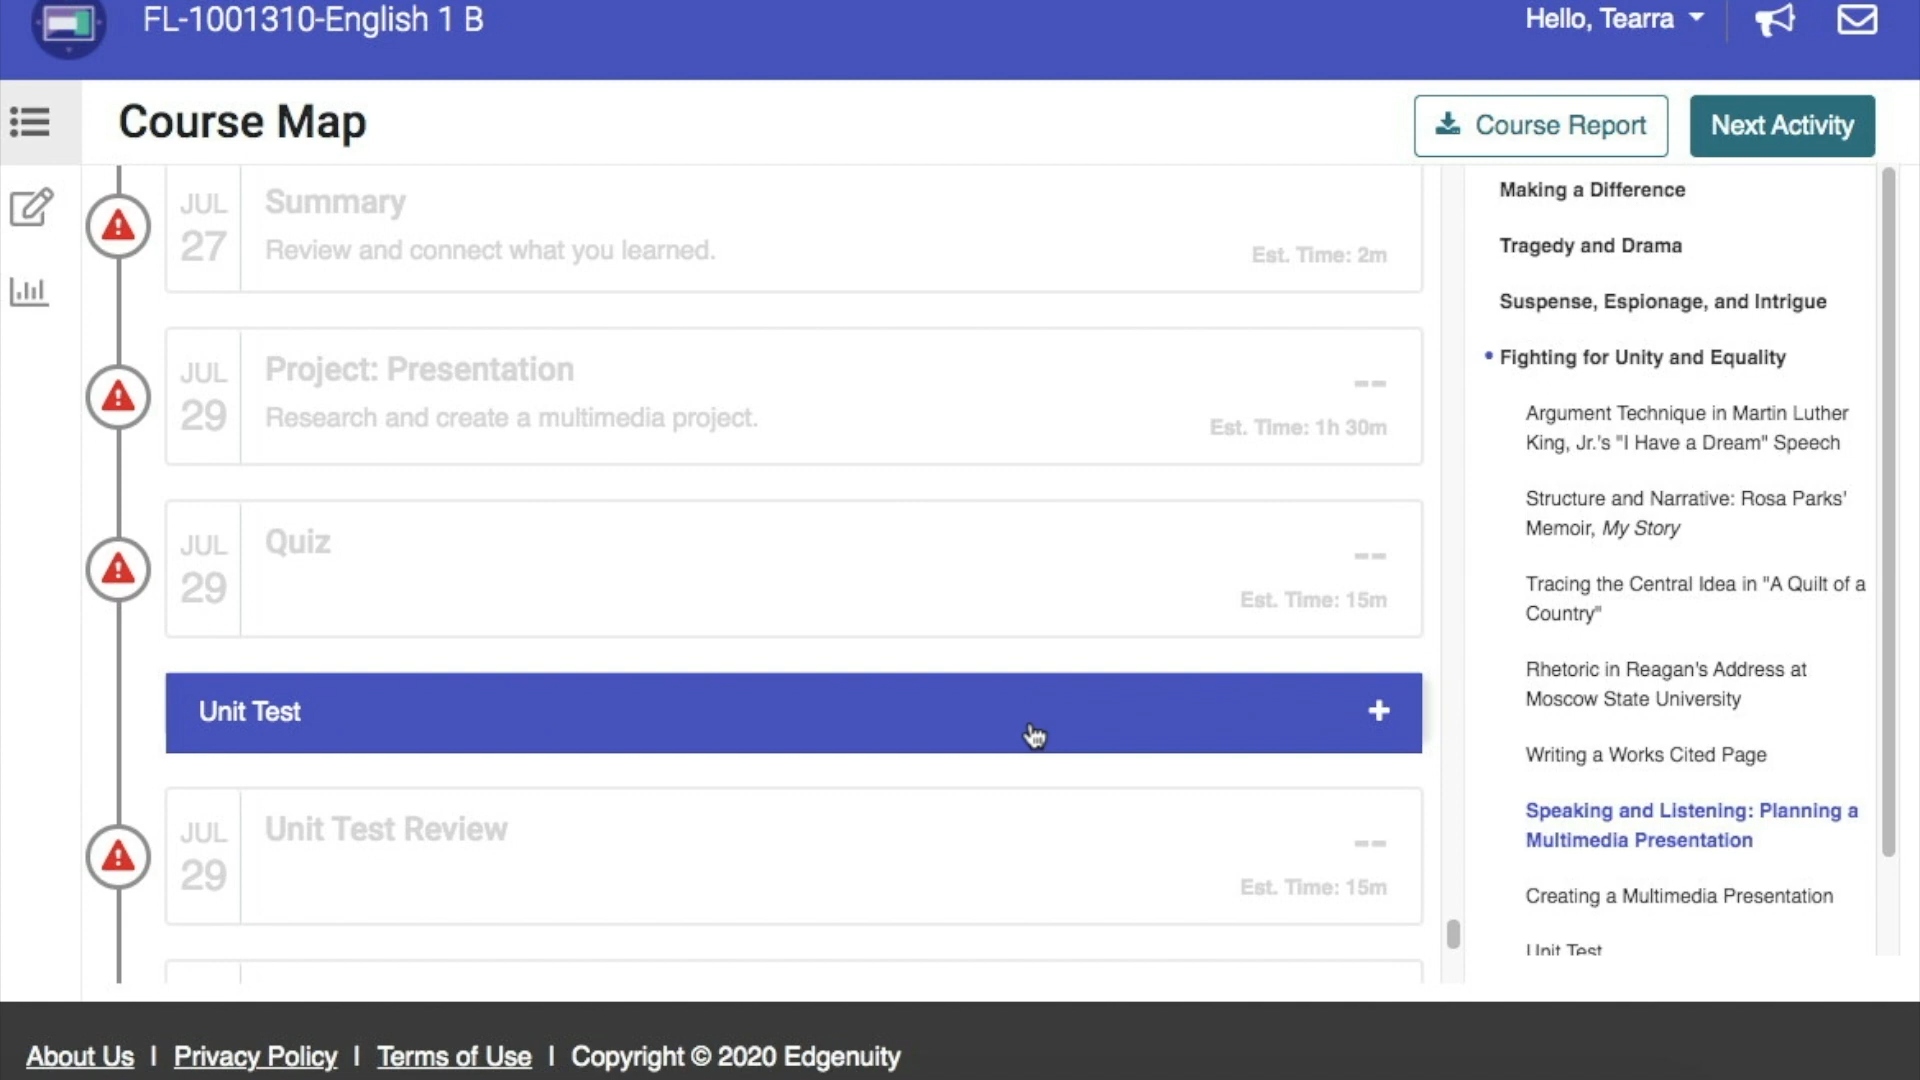 FL-1001310-English 1 B
Hello, Tearra
Course Map
Course Report
Next Activity
JUL
27
Summary
Review and connect what you learned.
Est. Time: 2m
JUL
29
Project: Presentation
Research and create a multimedia project.
--
Est. Time: 1h 30m
JUL
29
Quiz
--
Est. Time: 15m
Unit Test
+
JUL
29
Unit Test Review
--
Est. Time: 15m
Making a Difference
Tragedy and Drama
Suspense, Espionage, and Intrigue
• Fighting for Unity and Equality
Argument Technique in Martin Luther
King, Jr.'s "I Have a Dream" Speech
Structure and Narrative: Rosa Parks'
Memoir, My Story
Tracing the Central Idea in "A Quilt of a
Country"
Rhetoric in Reagan's Address at
Moscow State University
Writing a Works Cited Page
Speaking and Listening: Planning a
Multimedia Presentation
Creating a Multimedia Presentation
Unit Test
About Us | Privacy Policy | Terms of Use | Copyright © 2020 Edgenuity